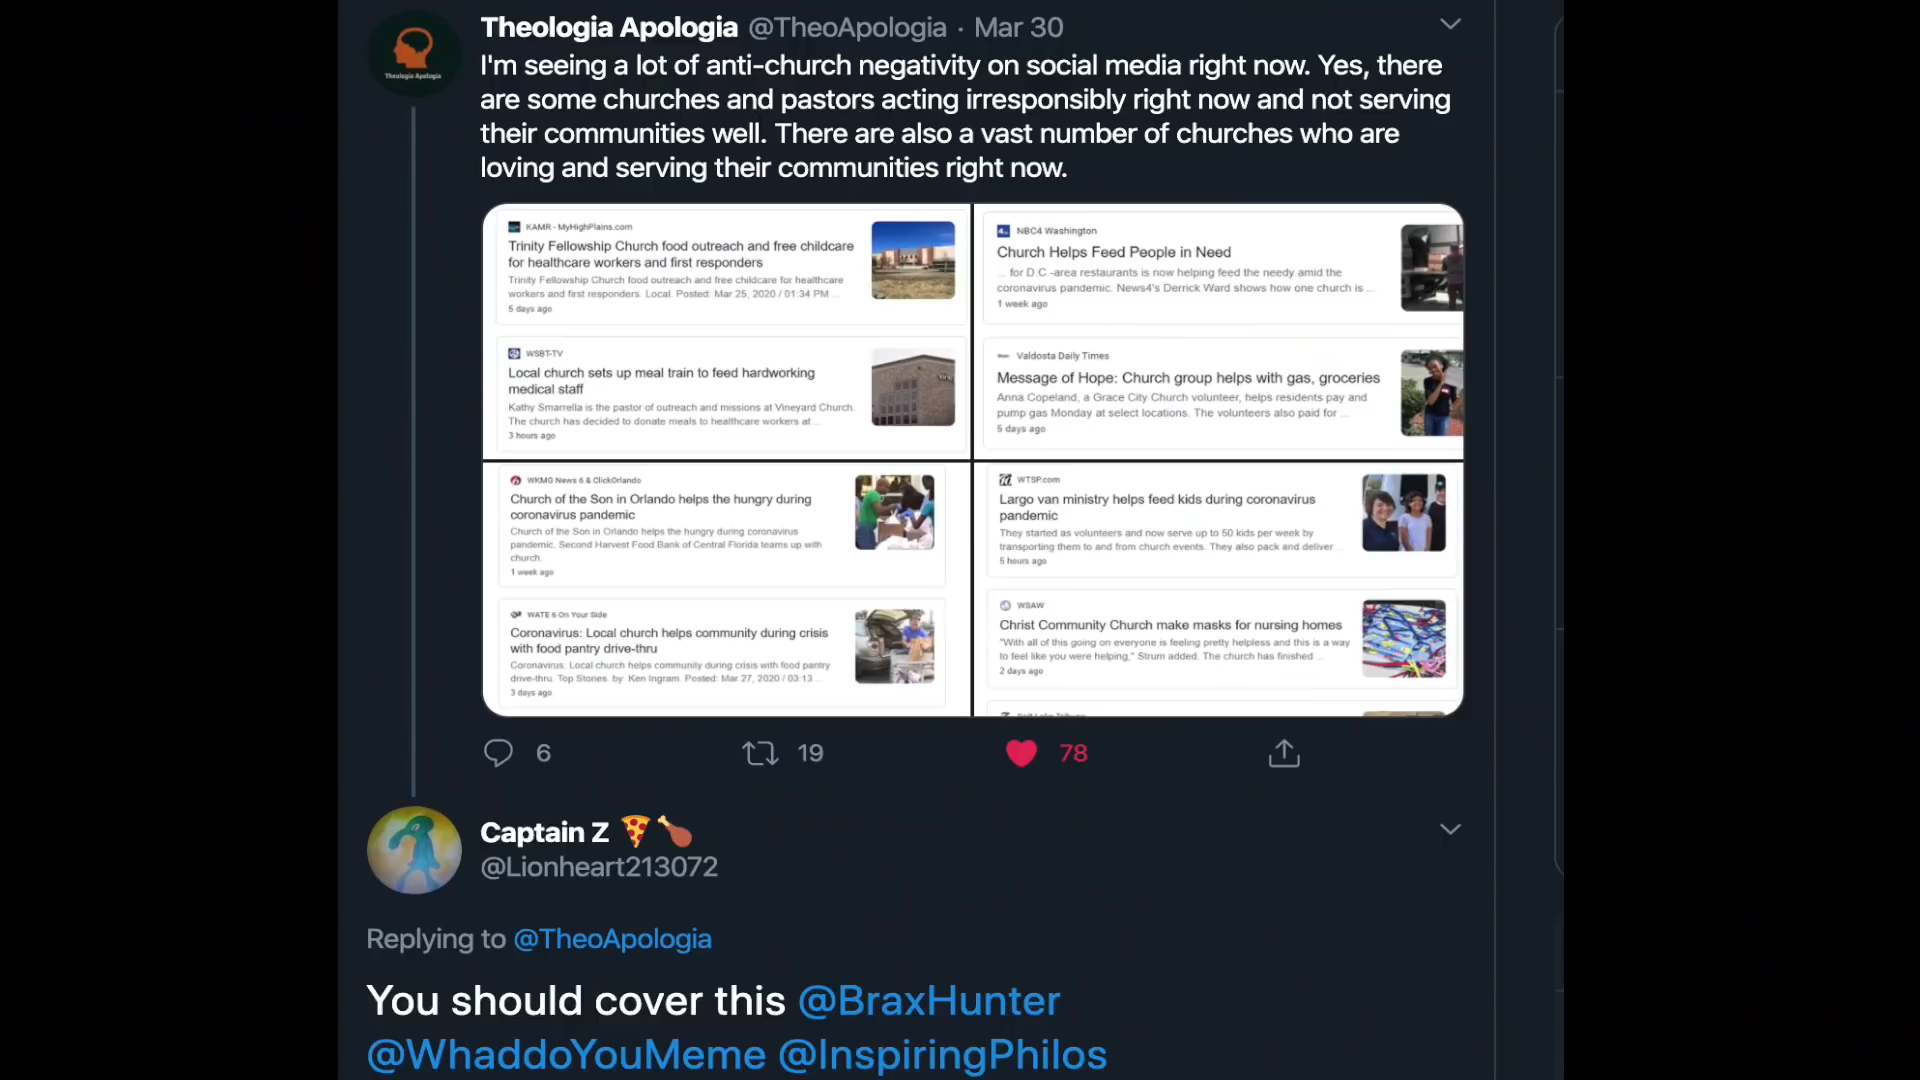 Theologia Apologia @TheoApologia · Mar 30
I'm seeing a lot of anti-church negativity on social media right now. Yes, there
are some churches and pastors acting irresponsibly right now and not serving
their communities well. There are also a vast number of churches who are
loving and serving their communities right now.
Theologia Apologia
KAMR - MyHighPlains.com
Trinity Fellowship Church food outreach and free childcare
for healthcare workers and first responders
Trinity Fellowship Church food outreach and free childcare for healthcare
workers and first responders. Local. Posted: Mar 25, 2020 / 01:34 PM ...
5 days ago
WSBT-TV
Local church sets up meal train to feed hardworking
medical staff
Kathy Smarrella is the pastor of outreach and missions at Vineyard Church.
The church has decided to donate meals to healthcare workers at ...
3 hours ago
NBC4 Washington
Church Helps Feed People in Need
... for D.C.-area restaurants is now helping feed the needy amid the
coronavirus pandemic. News4's Derrick Ward shows how one church is ...
1 week ago
Valdosta Daily Times
Message of Hope: Church group helps with gas, groceries
Anna Copeland, a Grace City Church volunteer, helps residents pay and
pump gas Monday at select locations. The volunteers also paid for ...
5 days ago
WKMG News 6 & ClickOrlando
Church of the Son in Orlando helps the hungry during
coronavirus pandemic
Church of the Son in Orlando helps the hungry during coronavirus
pandemic. Second Harvest Food Bank of Central Florida teams up with
church.
1 week ago
WATE 6 On Your Side
Coronavirus: Local church helps community during crisis
with food pantry drive-thru
Coronavirus: Local church helps community during crisis with food pantry
drive-thru. Top Stories. by: Ken Ingram. Posted: Mar 27, 2020 / 03:13 ...
3 days ago
WTSP.com
Largo van ministry helps feed kids during coronavirus
pandemic
They started as volunteers and now serve up to 50 kids per week by
transporting them to and from church events. They also pack and deliver ...
5 hours ago
WSAW
Christ Community Church make masks for nursing homes
"With all of this going on everyone is feeling pretty helpless and this is a way
to feel like you were helping," Strum added. The church has finished ...
2 days ago
6 19 78
Captain Z 🍕🍗
@Lionheart213072
Replying to @TheoApologia
You should cover this @BraxHunter
@WhaddoYouMeme @InspiringPhilos